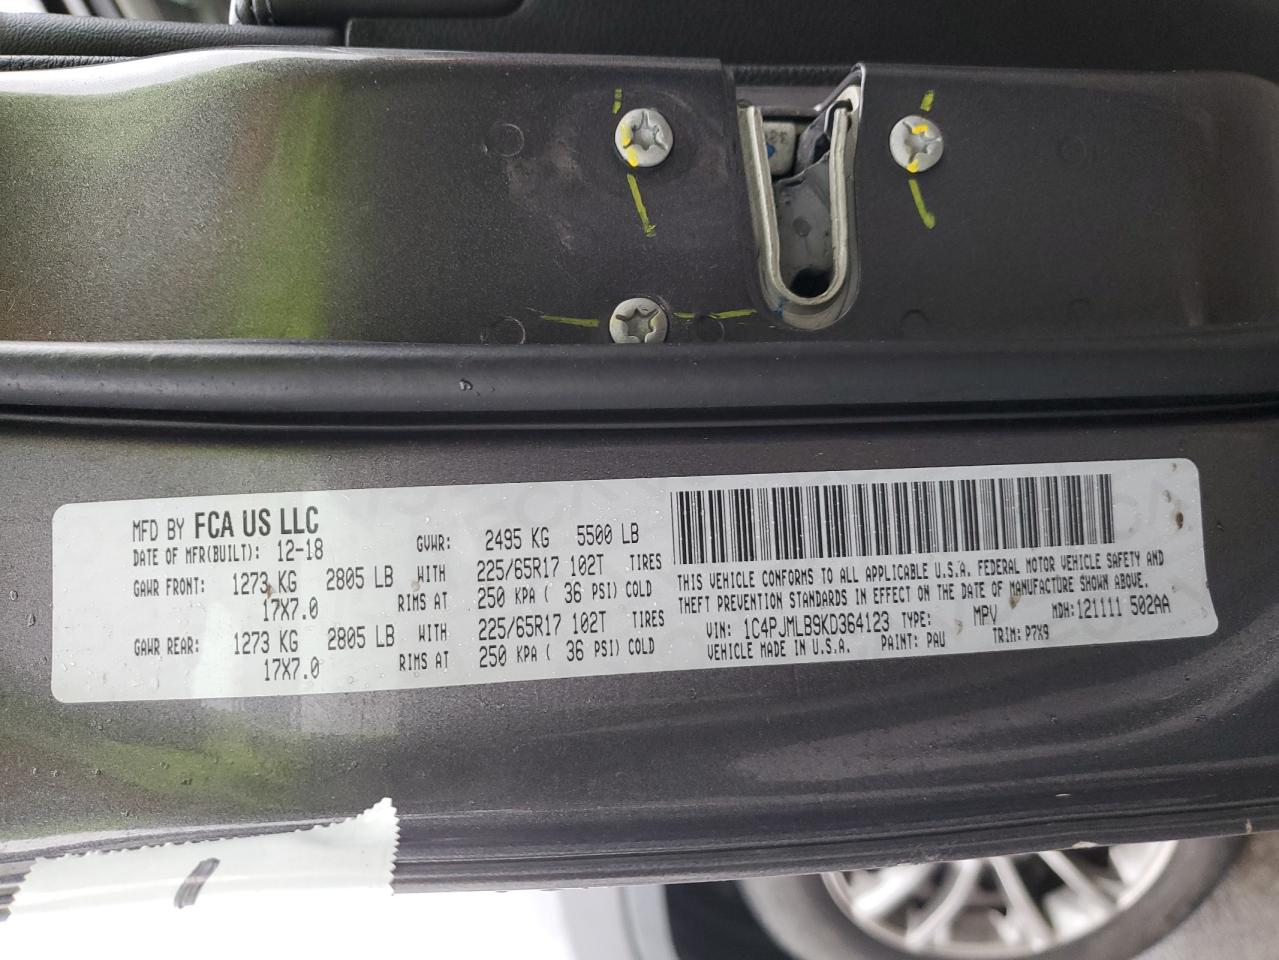 MFD BY FCA US LLC
DATE OF MFR(BUILT): 12-18 GVWR: 2495 KG 5500 LB
GAWR FRONT: 1273 KG 2805 LB WITH 225/65R17 102T TIRES
17X7.0 RIMS AT 250 KPA ( 36 PSI) COLD
GAWR REAR: 1273 KG 2805 LB WITH 225/65R17 102T TIRES
17X7.0 RIMS AT 250 KPA ( 36 PSI) COLD
THIS VEHICLE CONFORMS TO ALL APPLICABLE U.S.A. FEDERAL MOTOR VEHICLE SAFETY AND
THEFT PREVENTION STANDARDS IN EFFECT ON THE DATE OF MANUFACTURE SHOWN ABOVE.
VIN: 1C4PJMLB9KD364123 TYPE: MPV MDH: 121111 502AA
VEHICLE MADE IN U.S.A. PAINT: PAU TRIM: P7X9